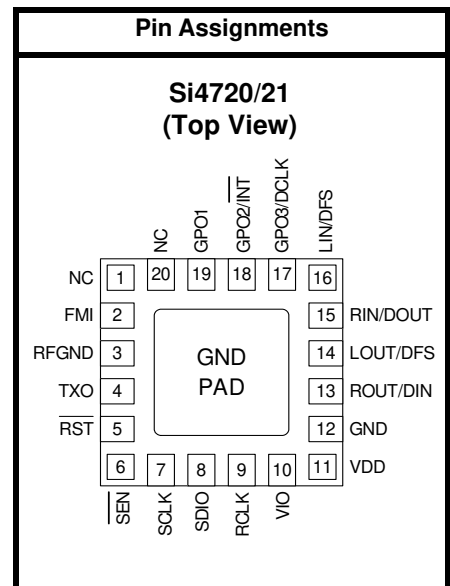 Pin Assignments
Si4720/21
(Top View)
NC
GPO1
GPO2/INT
GPO3/DCLK
LIN/DFS
20
19
18
17
16
NC 1
FMI 2
RFGND 3
TXO 4
RST 5
GND
PAD
15 RIN/DOUT
14 LOUT/DFS
13 ROUT/DIN
12 GND
11 VDD
6
7
8
9
10
SEN
SCLK
SDIO
RCLK
VIO